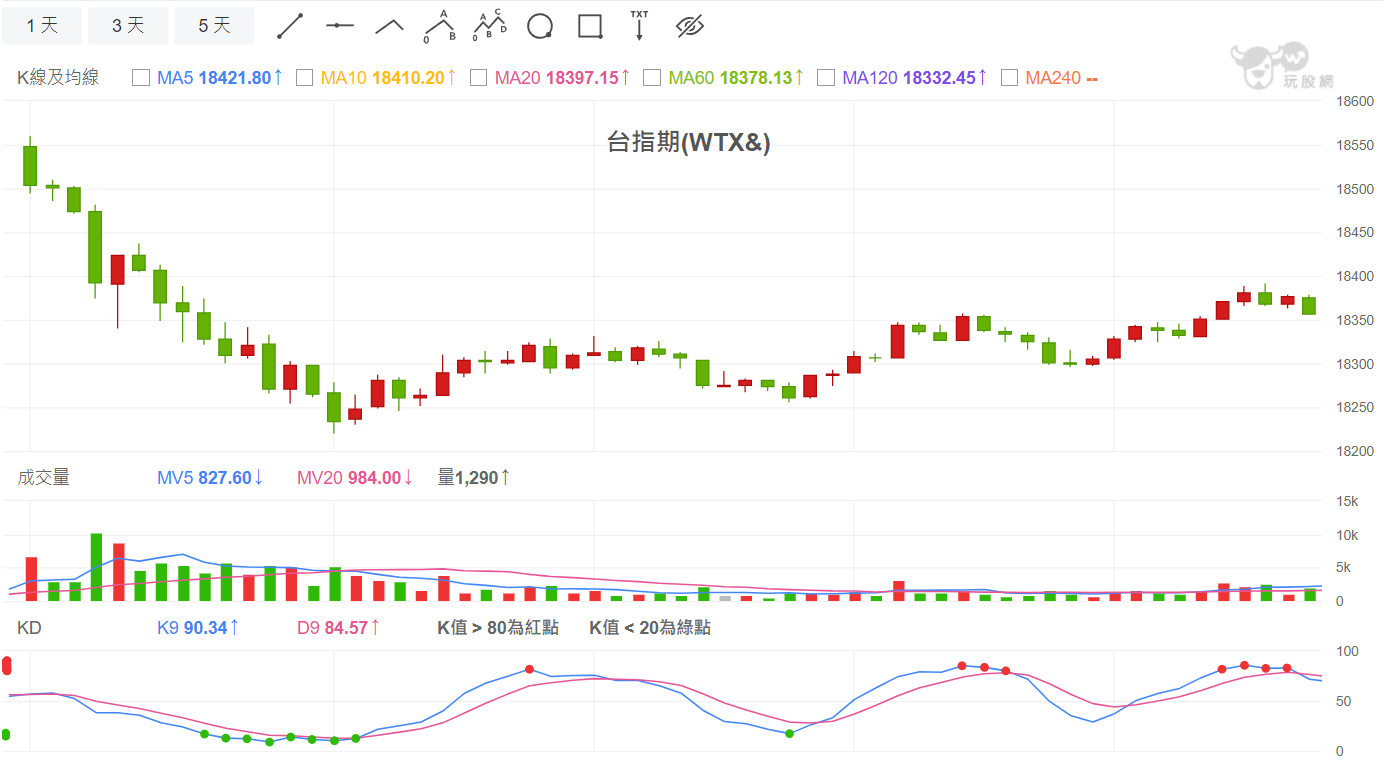 1 天 3 天 5 天 0 A B 0 A B C D TXT
K線及均線 MA5 18421.80↑ MA10 18410.20↑ MA20 18397.15↑ MA60 18378.13↑ MA120 18332.45↑ MA240 --
W 玩股網
18600
台指期(WTX&)
18550
18500
18450
18400
18350
18300
18250
18200
成交量 MV5 827.60↓ MV20 984.00↓ 量1,290↑
15k
10k
5k
0
KD K9 90.34↑ D9 84.57↑ K值 > 80為紅點 K值 < 20為綠點
100
50
0